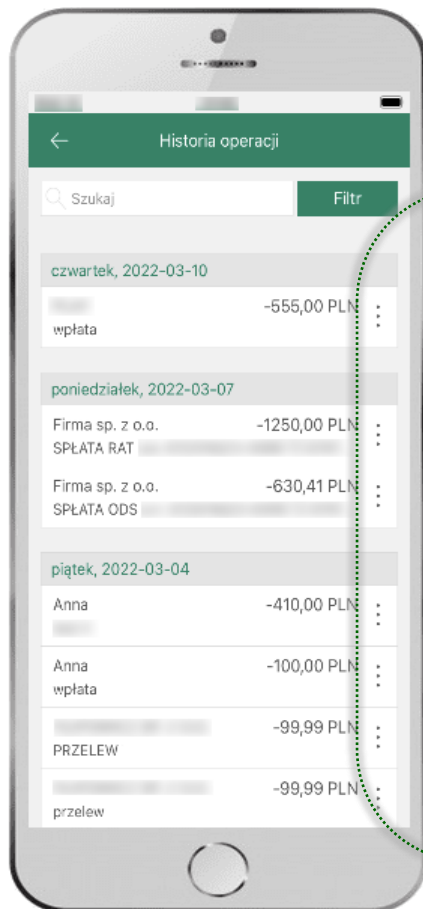 Historia operacji
Szukaj
Filtr
czwartek, 2022-03-10
-555,00 PLN
wpłata
poniedziałek, 2022-03-07
Firma sp. z o.o. -1250,00 PLN
SPŁATA RAT
Firma sp. z o.o. -630,41 PLN
SPŁATA ODS
piątek, 2022-03-04
Anna -410,00 PLN
Anna -100,00 PLN
wpłata
-99,99 PLN
PRZELEW
-99,99 PLN
przelew